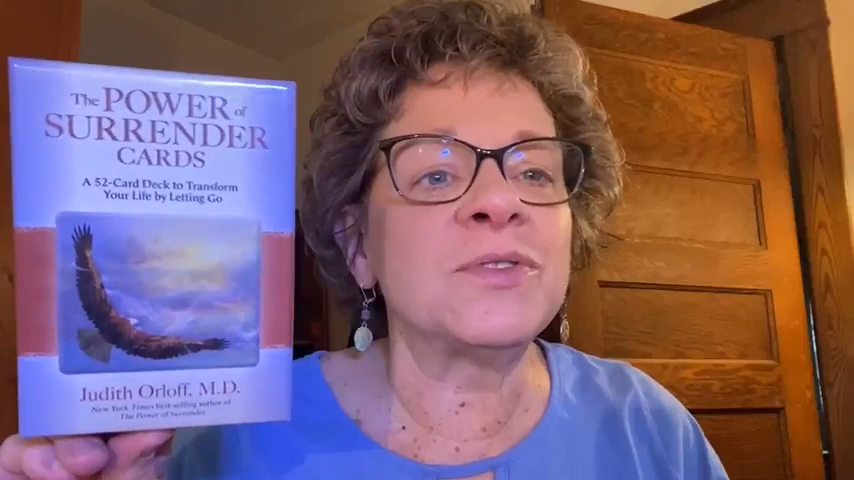 The POWER of
SURRENDER
CARDS
A 52-Card Deck to Transform
Your Life by Letting Go
Judith Orloff, M.D.
New York Times best-selling author of
The Power of Surrender